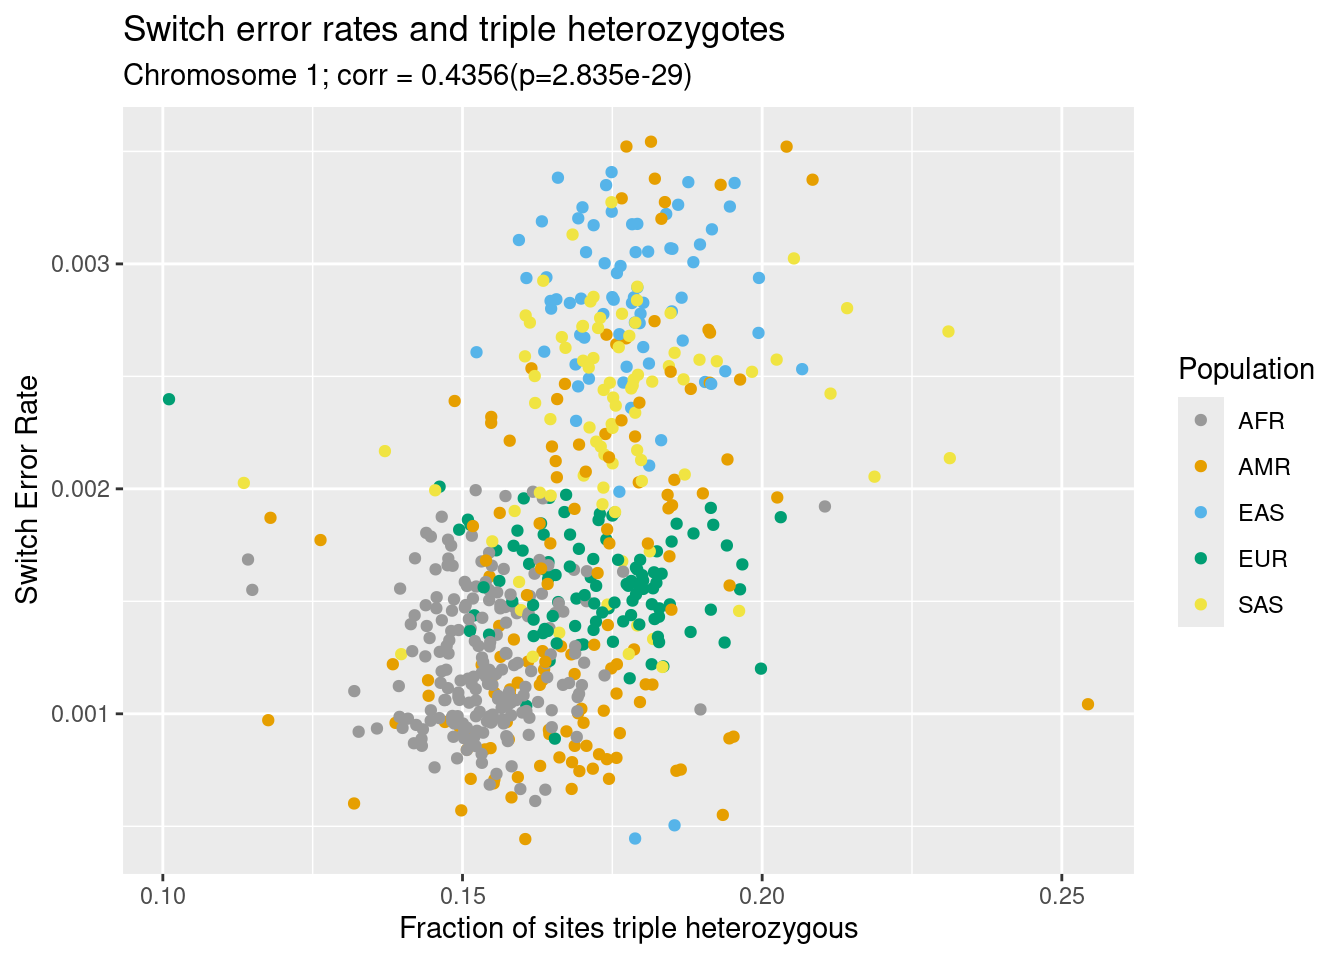 Switch error rates and triple heterozygotes
Chromosome 1; corr = 0.4356(p=2.835e-29)
Switch Error Rate
0.003
0.002
0.001
0.10 0.15 0.20 0.25
Fraction of sites triple heterozygous
Population
AFR
AMR
EAS
EUR
SAS